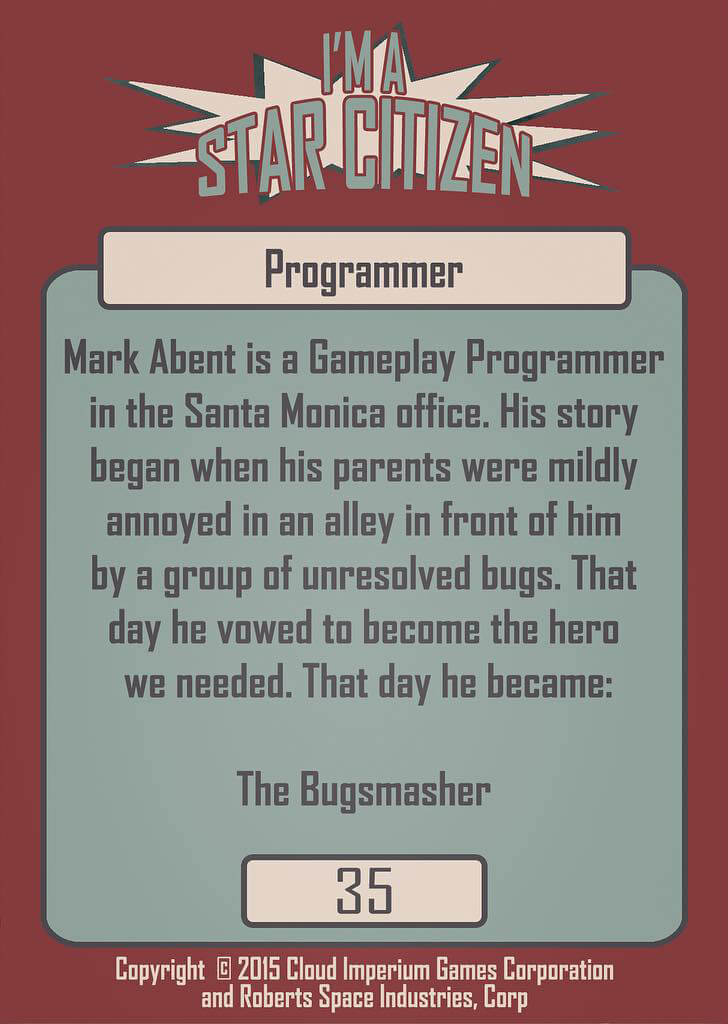 I'M A
STAR CITIZEN
Programmer
Mark Abent is a Gameplay Programmer
in the Santa Monica office. His story
began when his parents were mildly
annoyed in an alley in front of him
by a group of unresolved bugs. That
day he vowed to become the hero
we needed. That day he became:
The Bugsmasher
35
Copyright © 2015 Cloud Imperium Games Corporation
and Roberts Space Industries, Corp